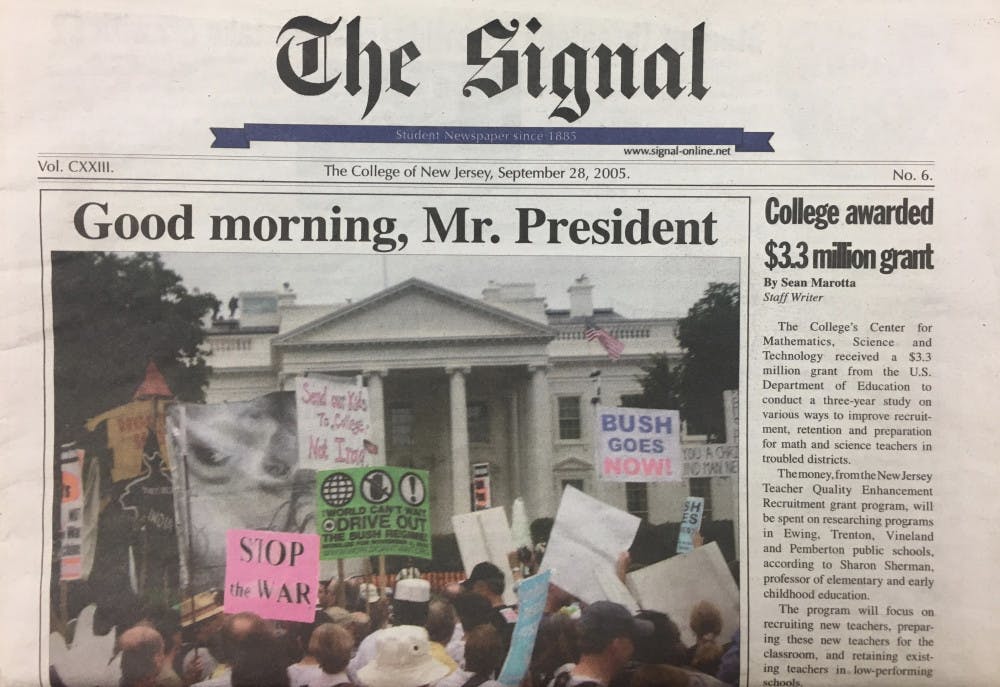 The Signal
Student Newspaper since 1885
www.signal-online.net
Vol. CXXIII.
The College of New Jersey, September 28, 2005.
No. 6.
Good morning, Mr. President
Send our Kids
To College,
Not Iraq
BUSH
GOES
NOW!
WORLD CAN'T WAIT
DRIVE OUT
THE BUSH REGIME
STOP
the WAR
College awarded
$3.3 million grant
By Sean Marotta
Staff Writer
The College's Center for
Mathematics, Science and
Technology received a $3.3
million grant from the U.S.
Department of Education to
conduct a three-year study on
various ways to improve recruit-
ment, retention and preparation
for math and science teachers in
troubled districts.
The money, from the New Jersey
Teacher Quality Enhancement
Recruitment grant program, will
be spent on researching programs
in Ewing, Trenton, Vineland
and Pemberton public schools,
according to Sharon Sherman,
professor of elementary and early
childhood education.
The program will focus on
recruiting new teachers, prepar-
ing these new teachers for the
classroom, and retaining exist-
ing teachers in low-performing
schools.